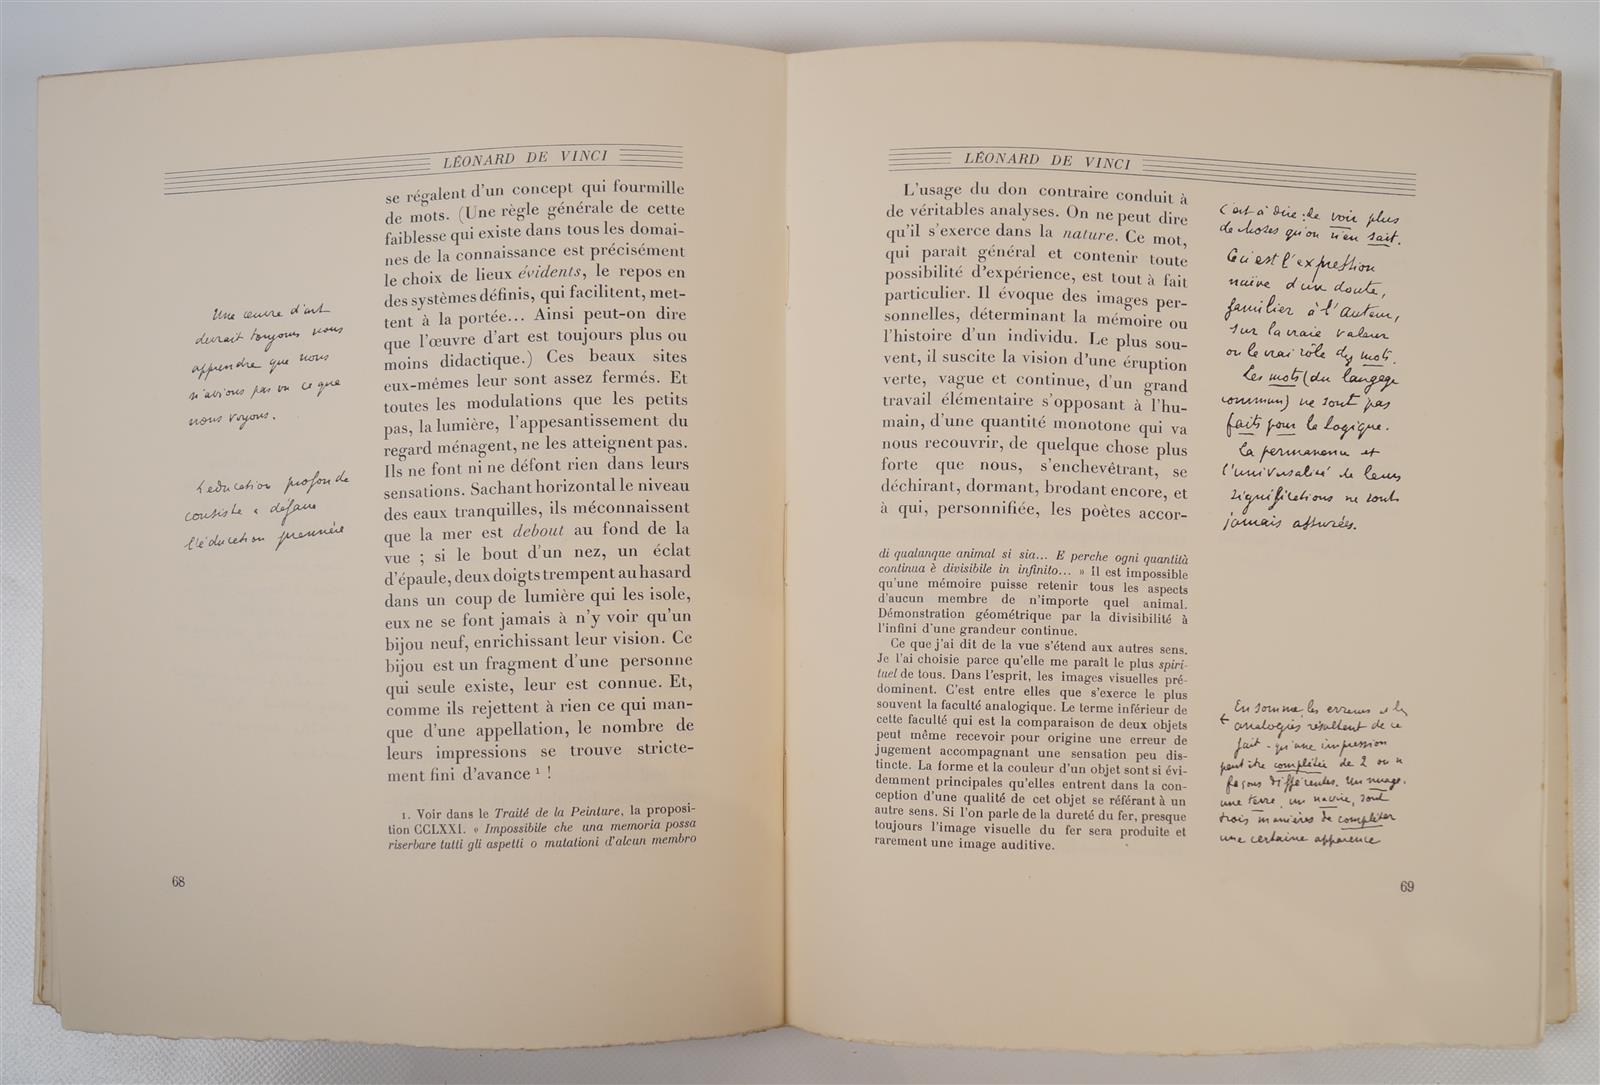 LÉONARD DE VINCI
Une œuvre d'art
devrait toujours nous
apprendre que nous
n'avions pas vu ce que
nous voyons.
L'éducation profonde
consiste à défaire
l'éducation première
se régalent d'un concept qui fourmille
de mots. (Une règle générale de cette
faiblesse qui existe dans tous les domai-
nes de la connaissance est précisément
le choix de lieux évidents, le repos en
des systèmes définis, qui facilitent, met-
tent à la portée... Ainsi peut-on dire
que l'œuvre d'art est toujours plus ou
moins didactique.) Ces beaux sites
eux-mêmes leur sont assez fermés. Et
toutes les modulations que les petits
pas, la lumière, l'appesantissement du
regard ménagent, ne les atteignent pas.
Ils ne font ni ne défont rien dans leurs
sensations. Sachant horizontal le niveau
des eaux tranquilles, ils méconnaissent
que la mer est debout au fond de la
vue ; si le bout d'un nez, un éclat
d'épaule, deux doigts trempent au hasard
dans un coup de lumière qui les isole,
eux ne se font jamais à n'y voir qu'un
bijou neuf, enrichissant leur vision. Ce
bijou est un fragment d'une personne
qui seule existe, leur est connue. Et,
comme ils rejettent à rien ce qui man-
que d'une appellation, le nombre de
leurs impressions se trouve stricte-
ment fini d'avance ¹ !
1. Voir dans le Traité de la Peinture, la proposi-
tion CCLXXI. « Impossibile che una memoria possa
riserbare tatti gli aspetti o mutationi d'alcun membro
68
LÉONARD DE VINCI
L'usage du don contraire conduit à
de véritables analyses. On ne peut dire
qu'il s'exerce dans la nature. Ce mot,
qui paraît général et contenir toute
possibilité d'expérience, est tout à fait
particulier. Il évoque des images per-
sonnelles, déterminant la mémoire ou
l'histoire d'un individu. Le plus sou-
vent, il suscite la vision d'une éruption
verte, vague et continue, d'un grand
travail élémentaire s'opposant à l'hu-
main, d'une quantité monotone qui va
nous recouvrir, de quelque chose plus
forte que nous, s'enchevêtrant, se
déchirant, dormant, brodant encore, et
à qui, personnifiée, les poètes accor-
di qualunque animal si sia... E perche ogni quantità
continua è divisibile in infinito... » Il est impossible
qu'une mémoire puisse retenir tous les aspects
d'aucun membre de n'importe quel animal.
Démonstration géométrique par la divisibilité à
l'infini d'une grandeur continue.
Ce que j'ai dit de la vue s'étend aux autres sens.
Je l'ai choisie parce qu'elle me paraît le plus spiri-
tuel de tous. Dans l'esprit, les images visuelles pré-
dominent. C'est entre elles que s'exerce le plus
souvent la faculté analogique. Le terme inférieur de
cette faculté qui est la comparaison de deux objets
peut même recevoir pour origine une erreur de
jugement accompagnant une sensation peu dis-
tincte. La forme et la couleur d'un objet sont si évi-
demment principales qu'elles entrent dans la con-
ception d'une qualité de cet objet se référant à un
autre sens. Si l'on parle de la dureté du fer, presque
toujours l'image visuelle du fer sera produite et
rarement une image auditive.
C'est à dire : de voir plus
de choses qu'on n'en sait.
Ceci est l'expression
naïve d'un doute,
familier à l'Auteur,
sur la vraie valeur
ou le vrai rôle des mots.
Les mots (du langage
commun) ne sont pas
faits pour la logique.
La permanence et
l'universalité de leurs
significations ne sont
jamais assurées.
En somme, les erreurs et les
analogies résultent de ce
fait - qu'une impression
peut être complétée de 2 ou n
façons différentes. Un nuage,
une terre, un navire, sont
trois manières de compléter
une certaine apparence
69